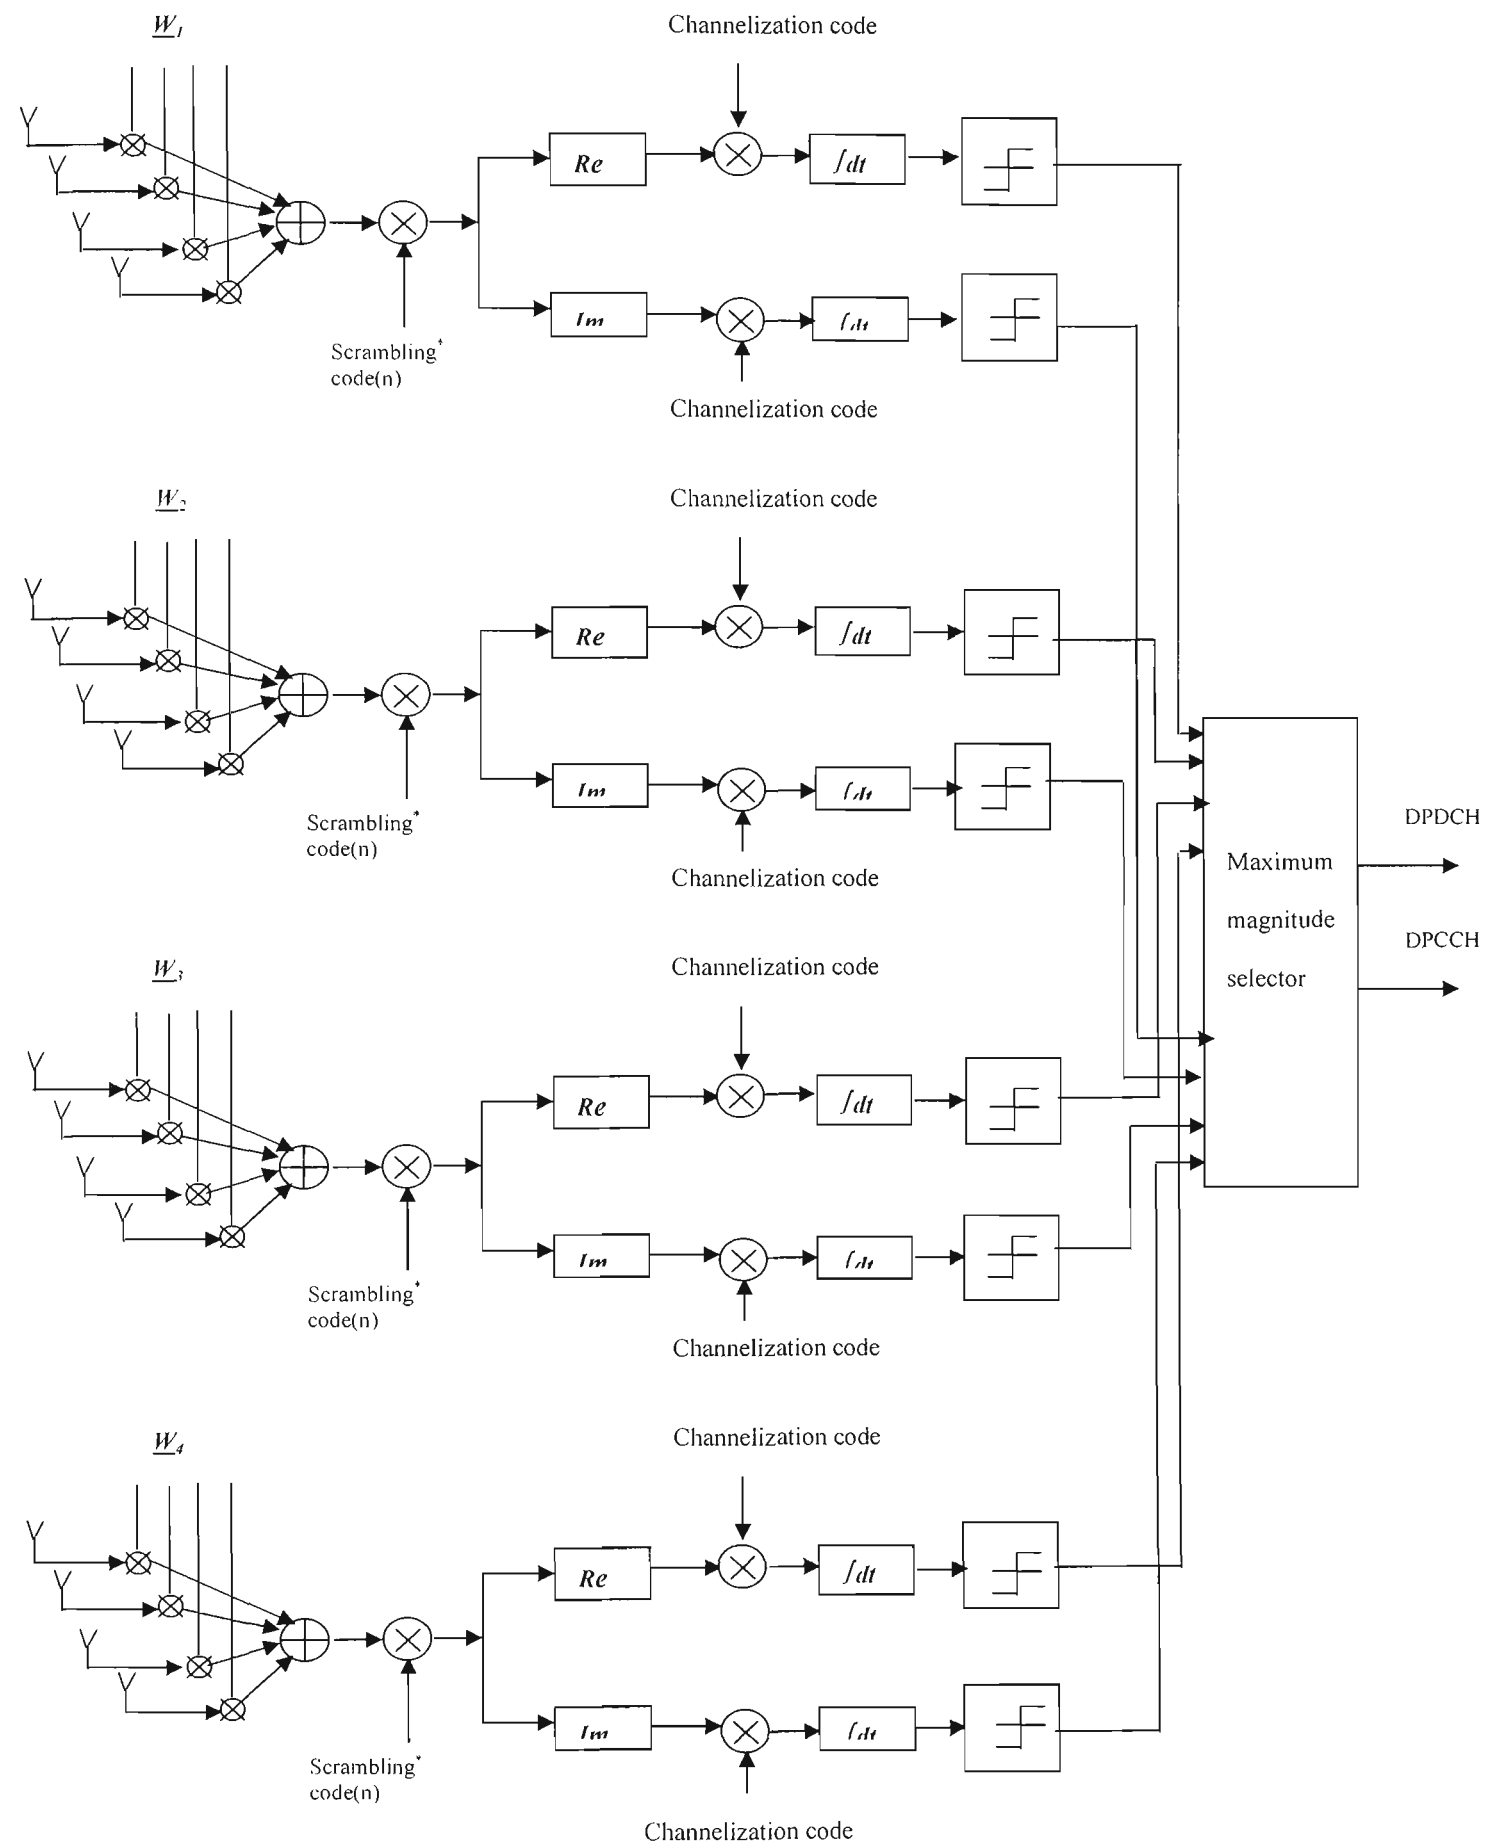 W1
Channelization code
Re
∫dt
Im
∫dt
Scrambling*
code(n)
Channelization code
W2
Channelization code
Re
∫dt
Im
∫dt
Scrambling*
code(n)
Channelization code
DPDCH
Maximum
magnitude
selector
DPCCH
W3
Channelization code
Re
∫dt
Im
∫dt
Scrambling*
code(n)
Channelization code
W4
Channelization code
Re
∫dt
Im
∫dt
Scrambling*
code(n)
Channelization code